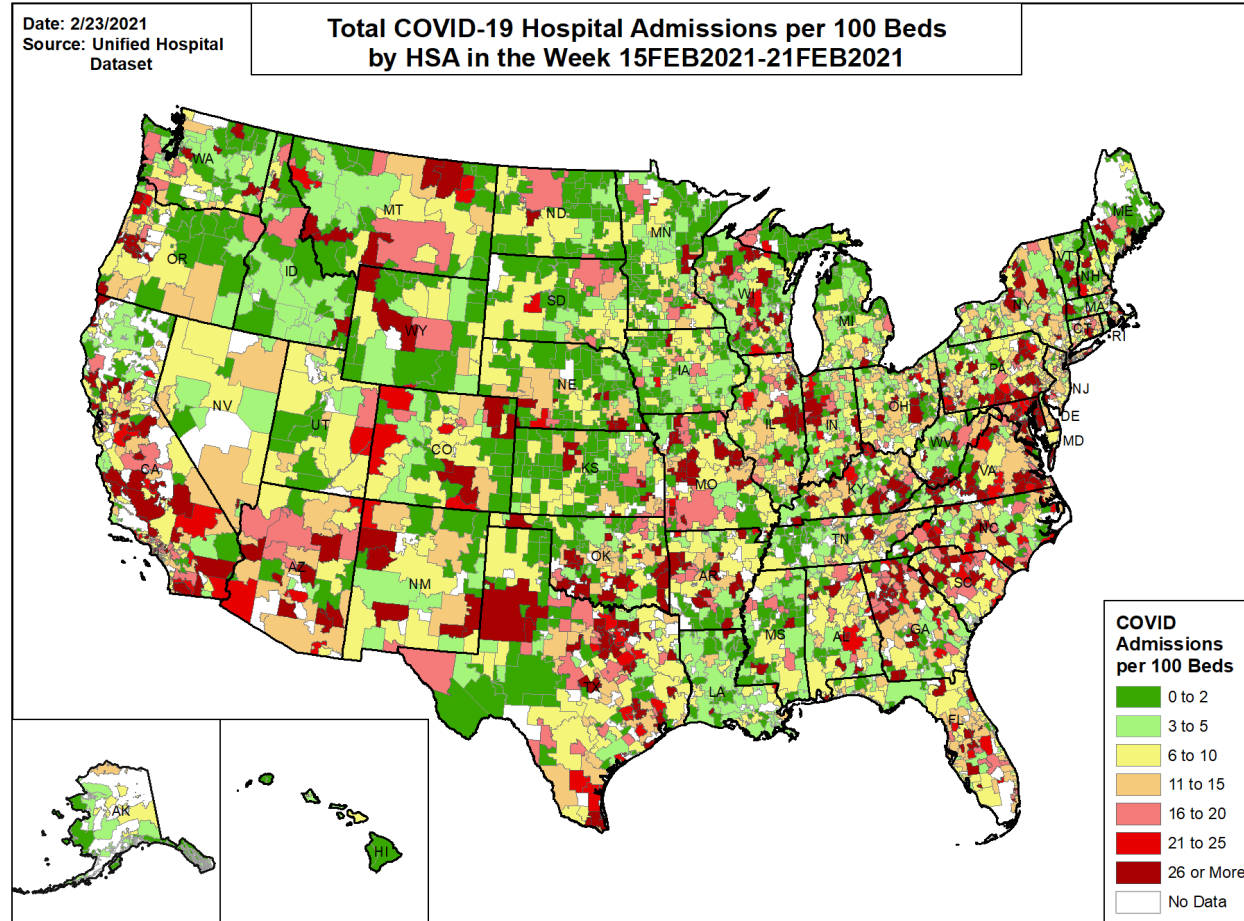 Date: 2/23/2021
Source: Unified Hospital
Dataset
Total COVID-19 Hospital Admissions per 100 Beds
by HSA in the Week 15FEB2021-21FEB2021
WA
MT
ND
MN
ME
OR
ID
SD
WI
MI
VT
NH
NY
MA
CT
RI
WY
IA
NE
PA
NJ
NV
UT
CO
KS
MO
IL
IN
OH
WV
DE
MD
VA
KY
CA
AZ
NM
OK
AR
TN
NC
SC
MS
AL
GA
TX
LA
FL
AK
HI
COVID
Admissions
per 100 Beds
0 to 2
3 to 5
6 to 10
11 to 15
16 to 20
21 to 25
26 or More
No Data